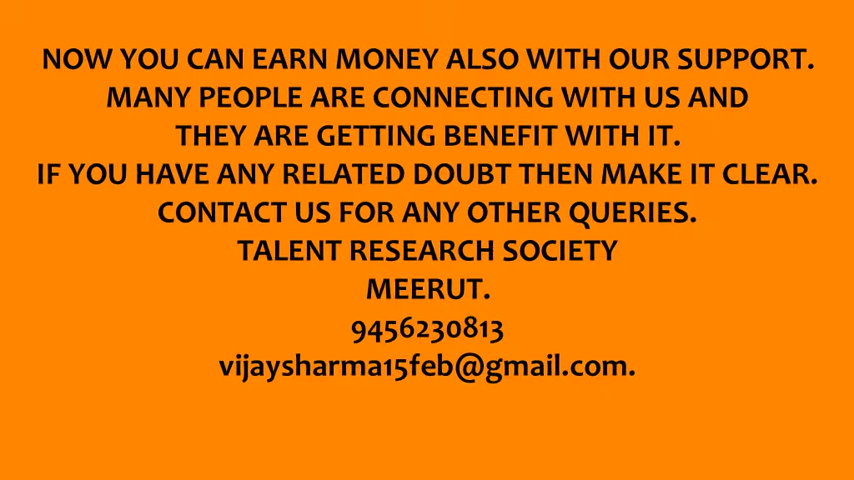 NOW YOU CAN EARN MONEY ALSO WITH OUR SUPPORT.
MANY PEOPLE ARE CONNECTING WITH US AND
THEY ARE GETTING BENEFIT WITH IT.
IF YOU HAVE ANY RELATED DOUBT THEN MAKE IT CLEAR.
CONTACT US FOR ANY OTHER QUERIES.
TALENT RESEARCH SOCIETY
MEERUT.
9456230813
vijaysharma15feb@gmail.com.